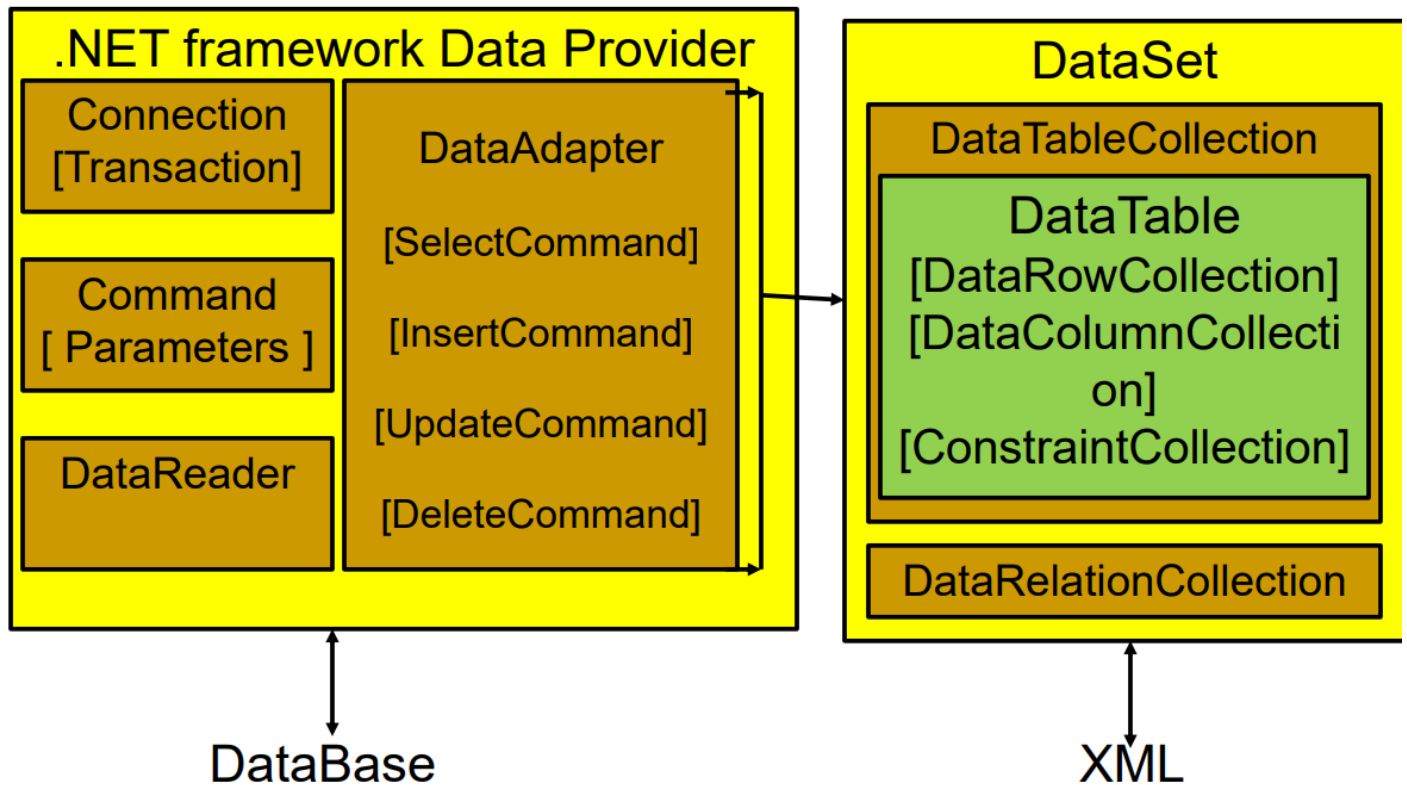 .NET framework Data Provider
Connection
[Transaction]
Command
[ Parameters ]
DataReader
DataAdapter
[SelectCommand]
[InsertCommand]
[UpdateCommand]
[DeleteCommand]
DataBase
DataSet
DataTableCollection
DataTable
[DataRowCollection]
[DataColumnCollecti
on]
[ConstraintCollection]
DataRelationCollection
XML